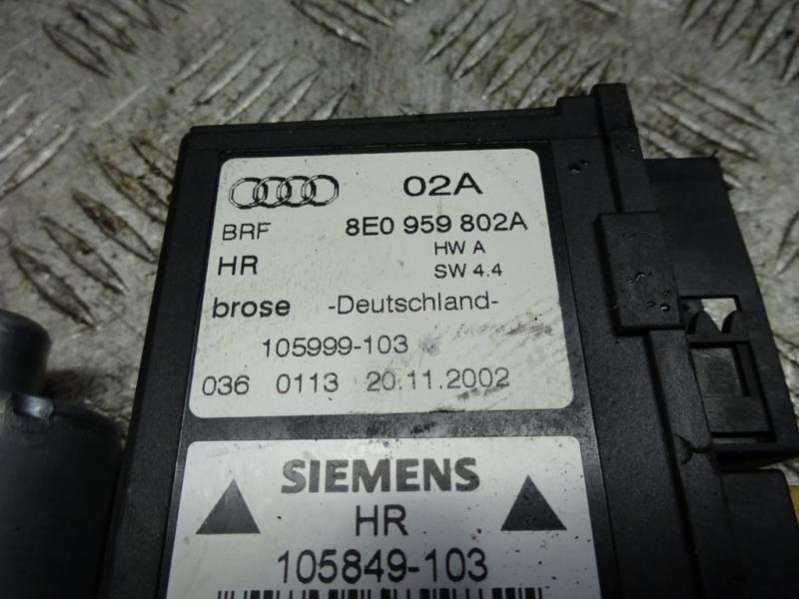 02A
BRF 8E0 959 802A
HR HW A
SW 4.4
brose -Deutschland-
105999-103
036 0113 20.11.2002
SIEMENS
HR
105849-103